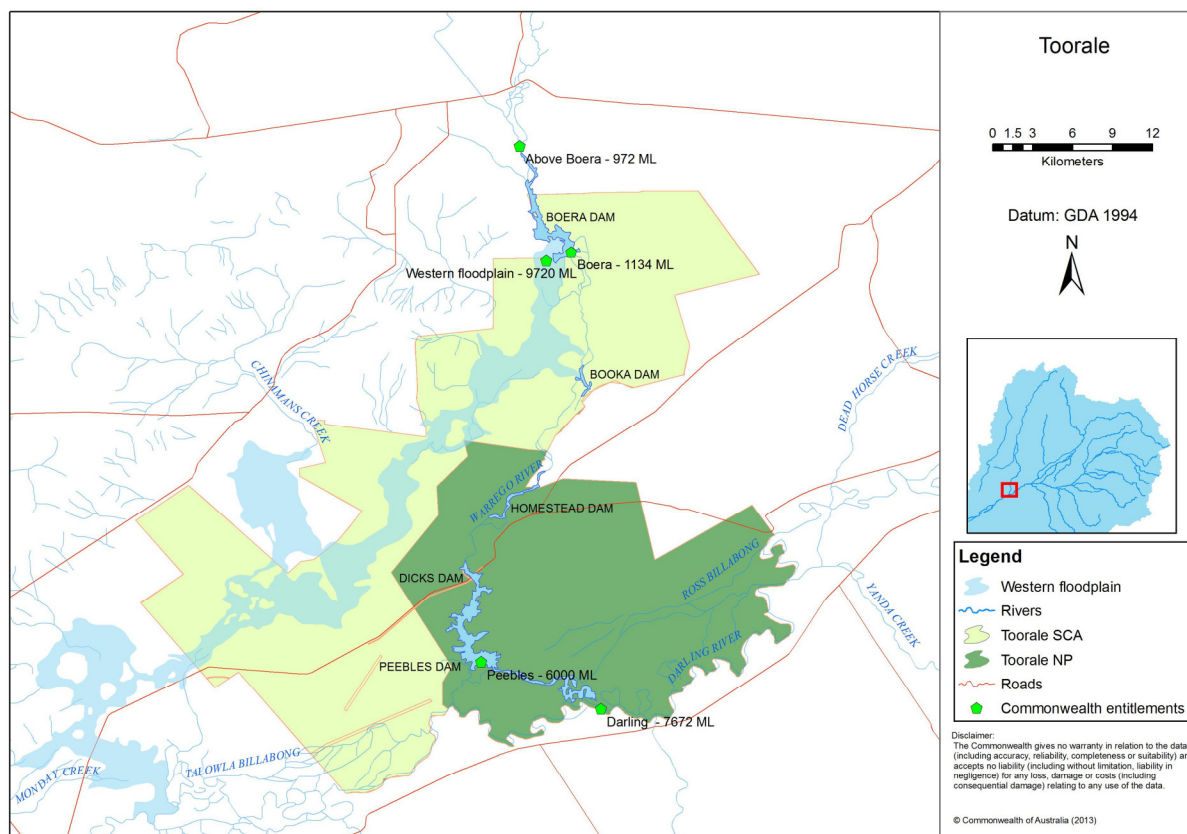 Above Boera - 972 ML
BOERA DAM
Boera - 1134 ML
Western floodplain - 9720 ML
BOOKA DAM
CHINAMANS CREEK
DEAD HORSE CREEK
WARREGO RIVER
HOMESTEAD DAM
DICKS DAM
ROSS BILLABONG
YANDA CREEK
DARLING RIVER
PEEBLES DAM
Peebles - 6000 ML
Darling - 7672 ML
TALOWLA BILLABONG
MONDAY CREEK
Toorale
0 1.5 3 6 9 12
Kilometers
Datum: GDA 1994
N
Legend
Western floodplain
Rivers
Toorale SCA
Toorale NP
Roads
Commonwealth entitlements
Disclaimer:
The Commonwealth gives no warranty in relation to the data
(including accuracy, reliability, completeness or suitability) an
accepts no liability (including without limitation, liability in
negligence) for any loss, damage or costs (including
consequential damage) relating to any use of the data.
© Commonwealth of Australia (2013)